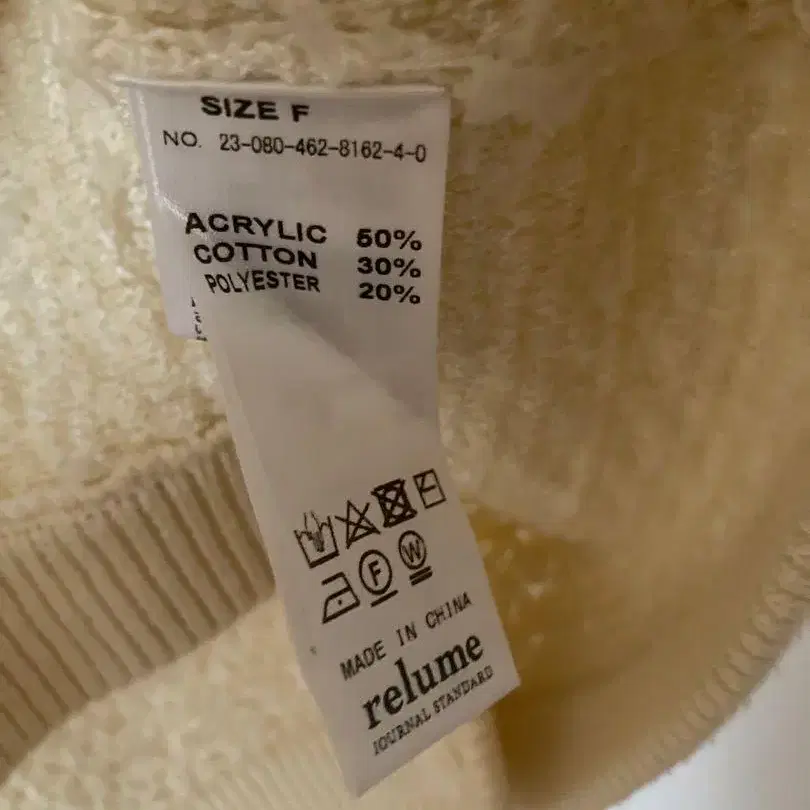 SIZE F
NO. 23-080-462-8162-4-0
ACRYLIC 50%
COTTON 30%
POLYESTER 20%
F W
MADE IN CHINA
relume
JOURNAL STANDARD